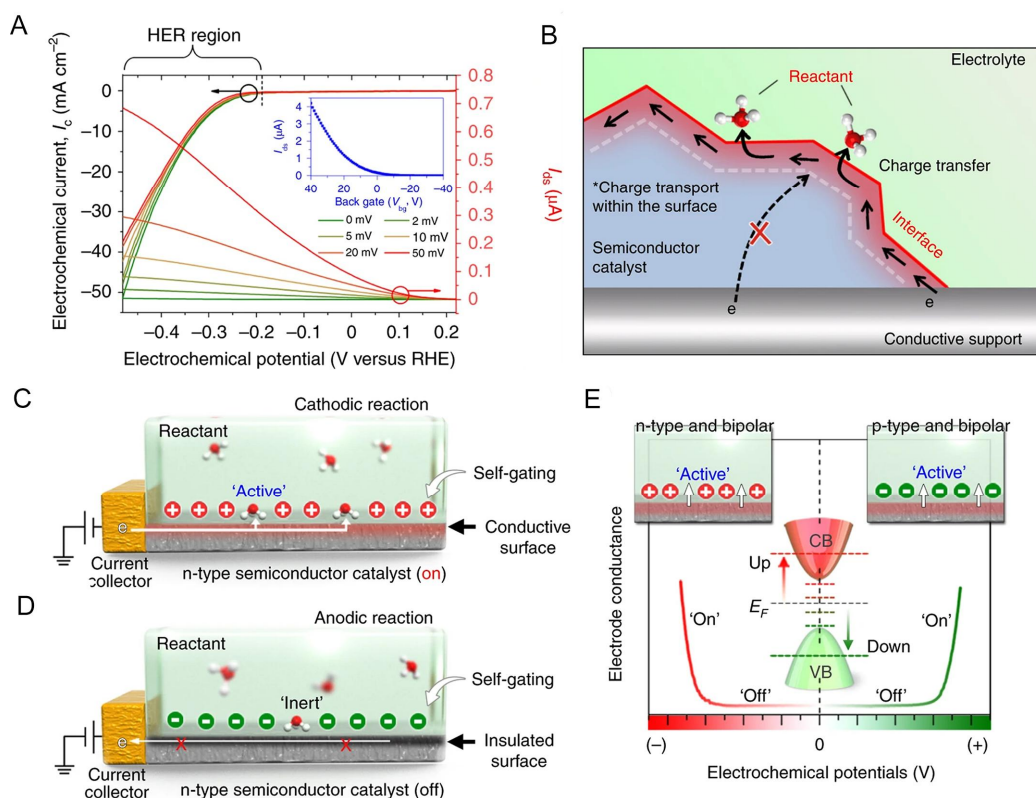 A
HER region
Electrochemical current, I_c (mA cm⁻²)
0
−10
−20
−30
−40
−50
−0.4
−0.3
−0.2
−0.1
0
0.1
0.2
Electrochemical potential (V versus RHE)
0.8
0.7
0.6
0.5
0.4
0.3
0.2
0.1
0
I_ds (μA)
I_ds (μA)
4
3
2
1
0
40
20
0
−20
−40
Back gate (V_bg, V)
0 mV
2 mV
5 mV
10 mV
20 mV
50 mV
B
Electrolyte
Reactant
Charge transfer
*Charge transport
within the surface
Semiconductor
catalyst
Interface
e
e
Conductive support
C
Cathodic reaction
Reactant
Self-gating
'Active'
e
Conductive
surface
Current
collector
n-type semiconductor catalyst (on)
D
Anodic reaction
Reactant
Self-gating
'Inert'
e
Insulated
surface
Current
collector
n-type semiconductor catalyst (off)
E
n-type and bipolar
p-type and bipolar
'Active'
'Active'
Electrode conductance
CB
Up
E_F
Down
VB
'On'
'On'
'Off'
'Off'
(−)
0
(+)
Electrochemical potentials (V)